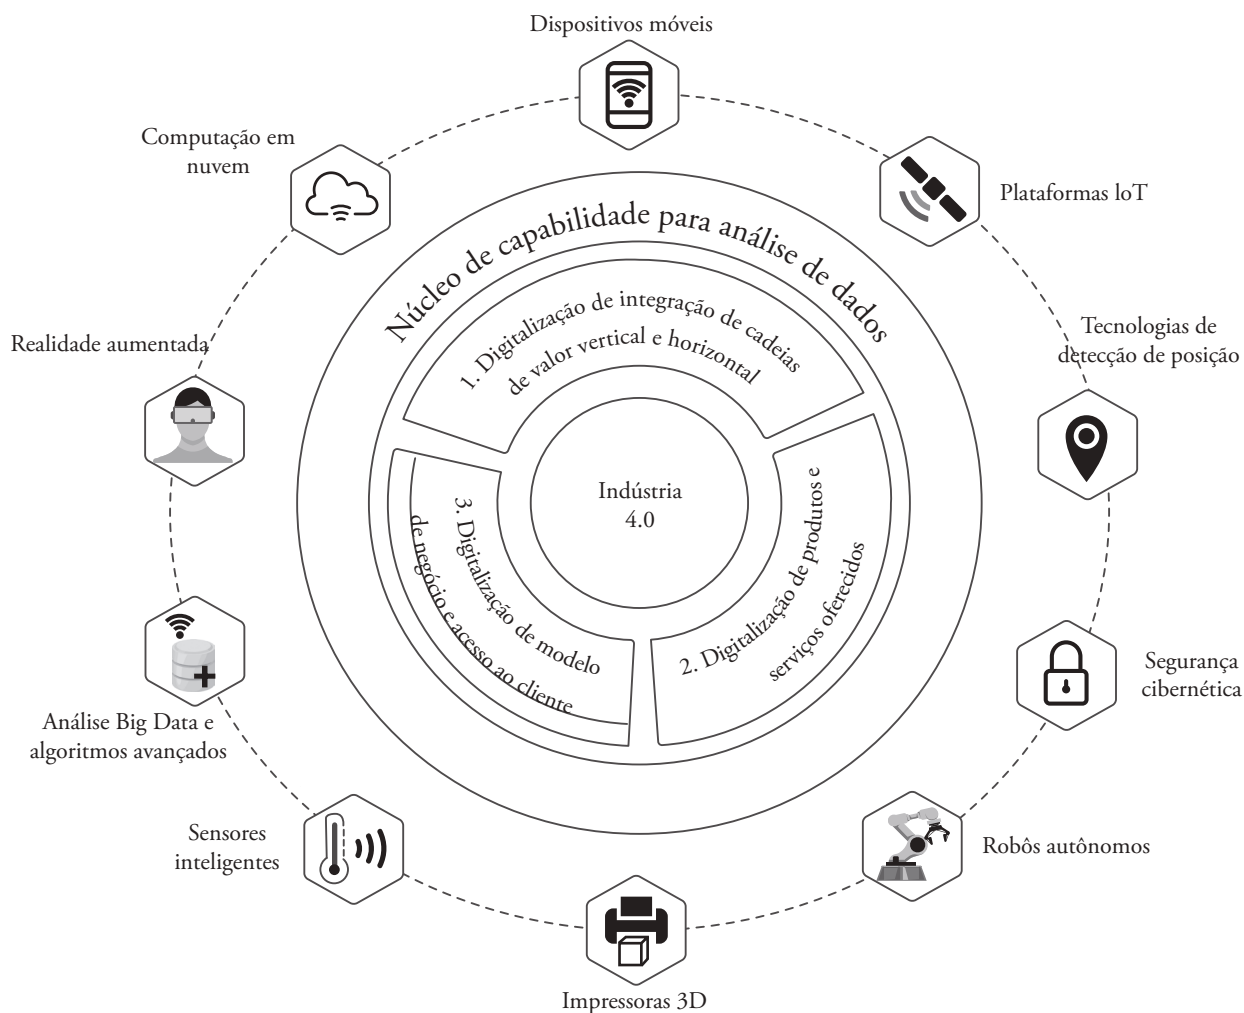 Dispositivos móveis
Computação em
nuvem
Plataformas loT
Núcleo de capabilidade para análise de dados
1. Digitalização de integração de cadeias
de valor vertical e horizontal
Tecnologias de
detecção de posição
Realidade aumentada
Indústria
4.0
2. Digitalização de produtos e
serviços oferecidos
3. Digitalização de modelo
de negócio e acesso ao cliente
Segurança
cibernética
Análise Big Data e
algoritmos avançados
Sensores
inteligentes
Robôs autônomos
Impressoras 3D